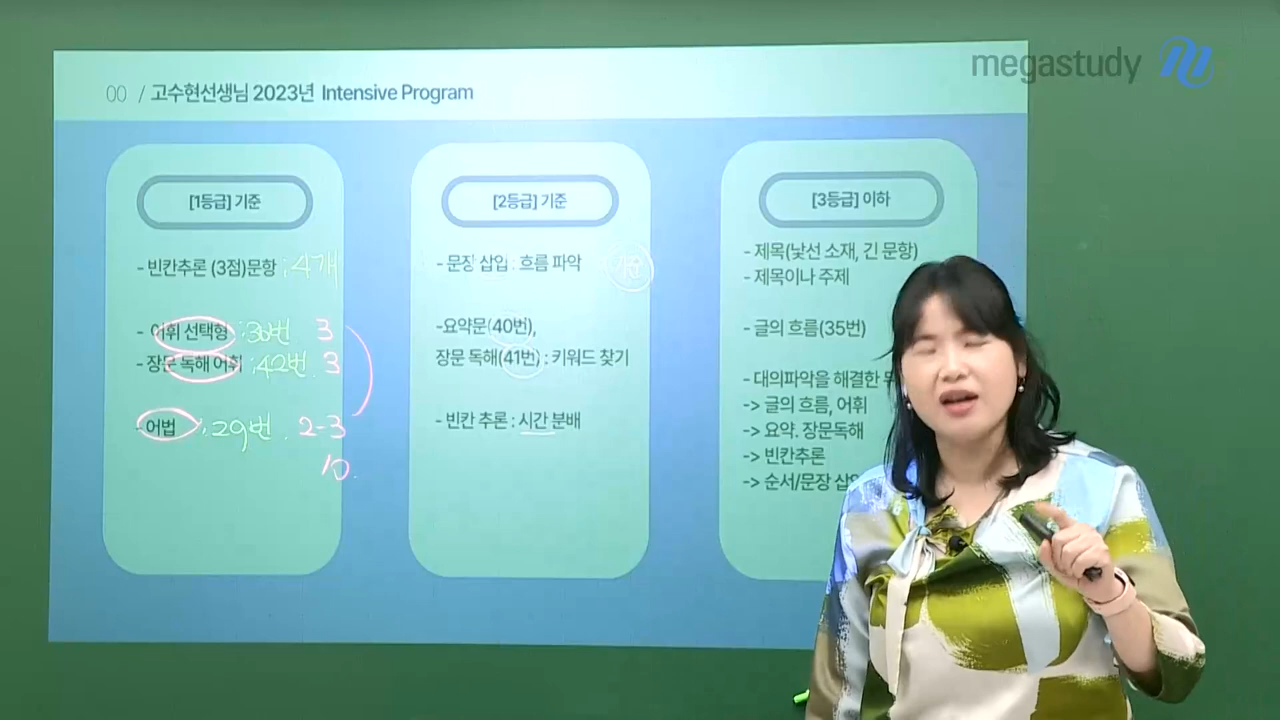 megastudy
00 / 고수현선생님 2023년 Intensive Program
[1등급] 기준
- 빈칸추론 (3점)문항 ; 4개
- 어휘 선택형 ; 30번. 3
- 장문 독해 어휘 ; 42번. 3
- 어법 ; 29번. 2-3
10.
[2등급] 기준
- 문장 삽입 : 흐름 파악
-요약문(40번),
장문 독해(41번) : 키워드 찾기
- 빈칸 추론 : 시간 분배
[3등급] 이하
- 제목(낯선 소재, 긴 문항)
- 제목이나 주제
- 글의 흐름(35번)
- 대의파악을 해결한
-> 글의 흐름, 어휘
-> 요약. 장문독해
-> 빈칸추론
-> 순서/문장